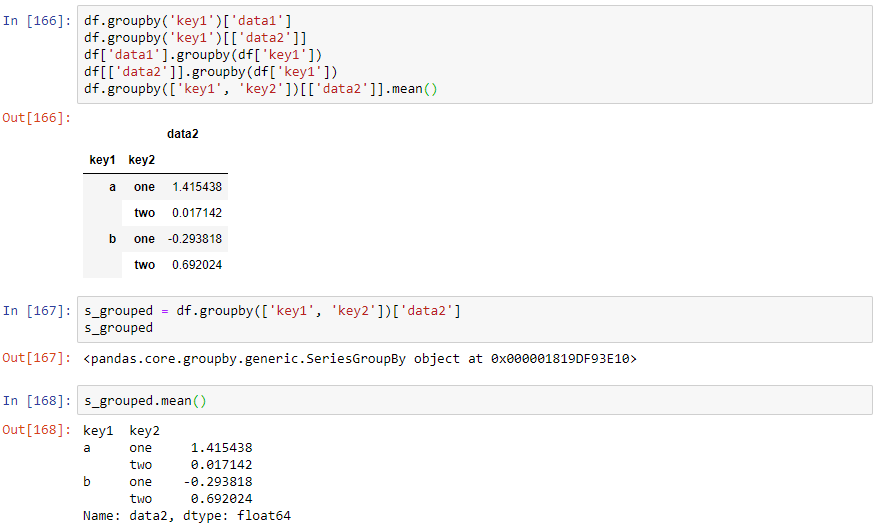 In [166]: df.groupby('key1')['data1']
df.groupby('key1')[['data2']]
df['data1'].groupby(df['key1'])
df[['data2']].groupby(df['key1'])
df.groupby(['key1', 'key2'])[['data2']].mean()
Out[166]:
data2
key1 key2
a one 1.415438
two 0.017142
b one -0.293818
two 0.692024
In [167]: s_grouped = df.groupby(['key1', 'key2'])['data2']
s_grouped
Out[167]: <pandas.core.groupby.generic.SeriesGroupBy object at 0x000001819DF93E10>
In [168]: s_grouped.mean()
Out[168]: key1  key2
a     one     1.415438
      two     0.017142
b     one    -0.293818
      two     0.692024
Name: data2, dtype: float64